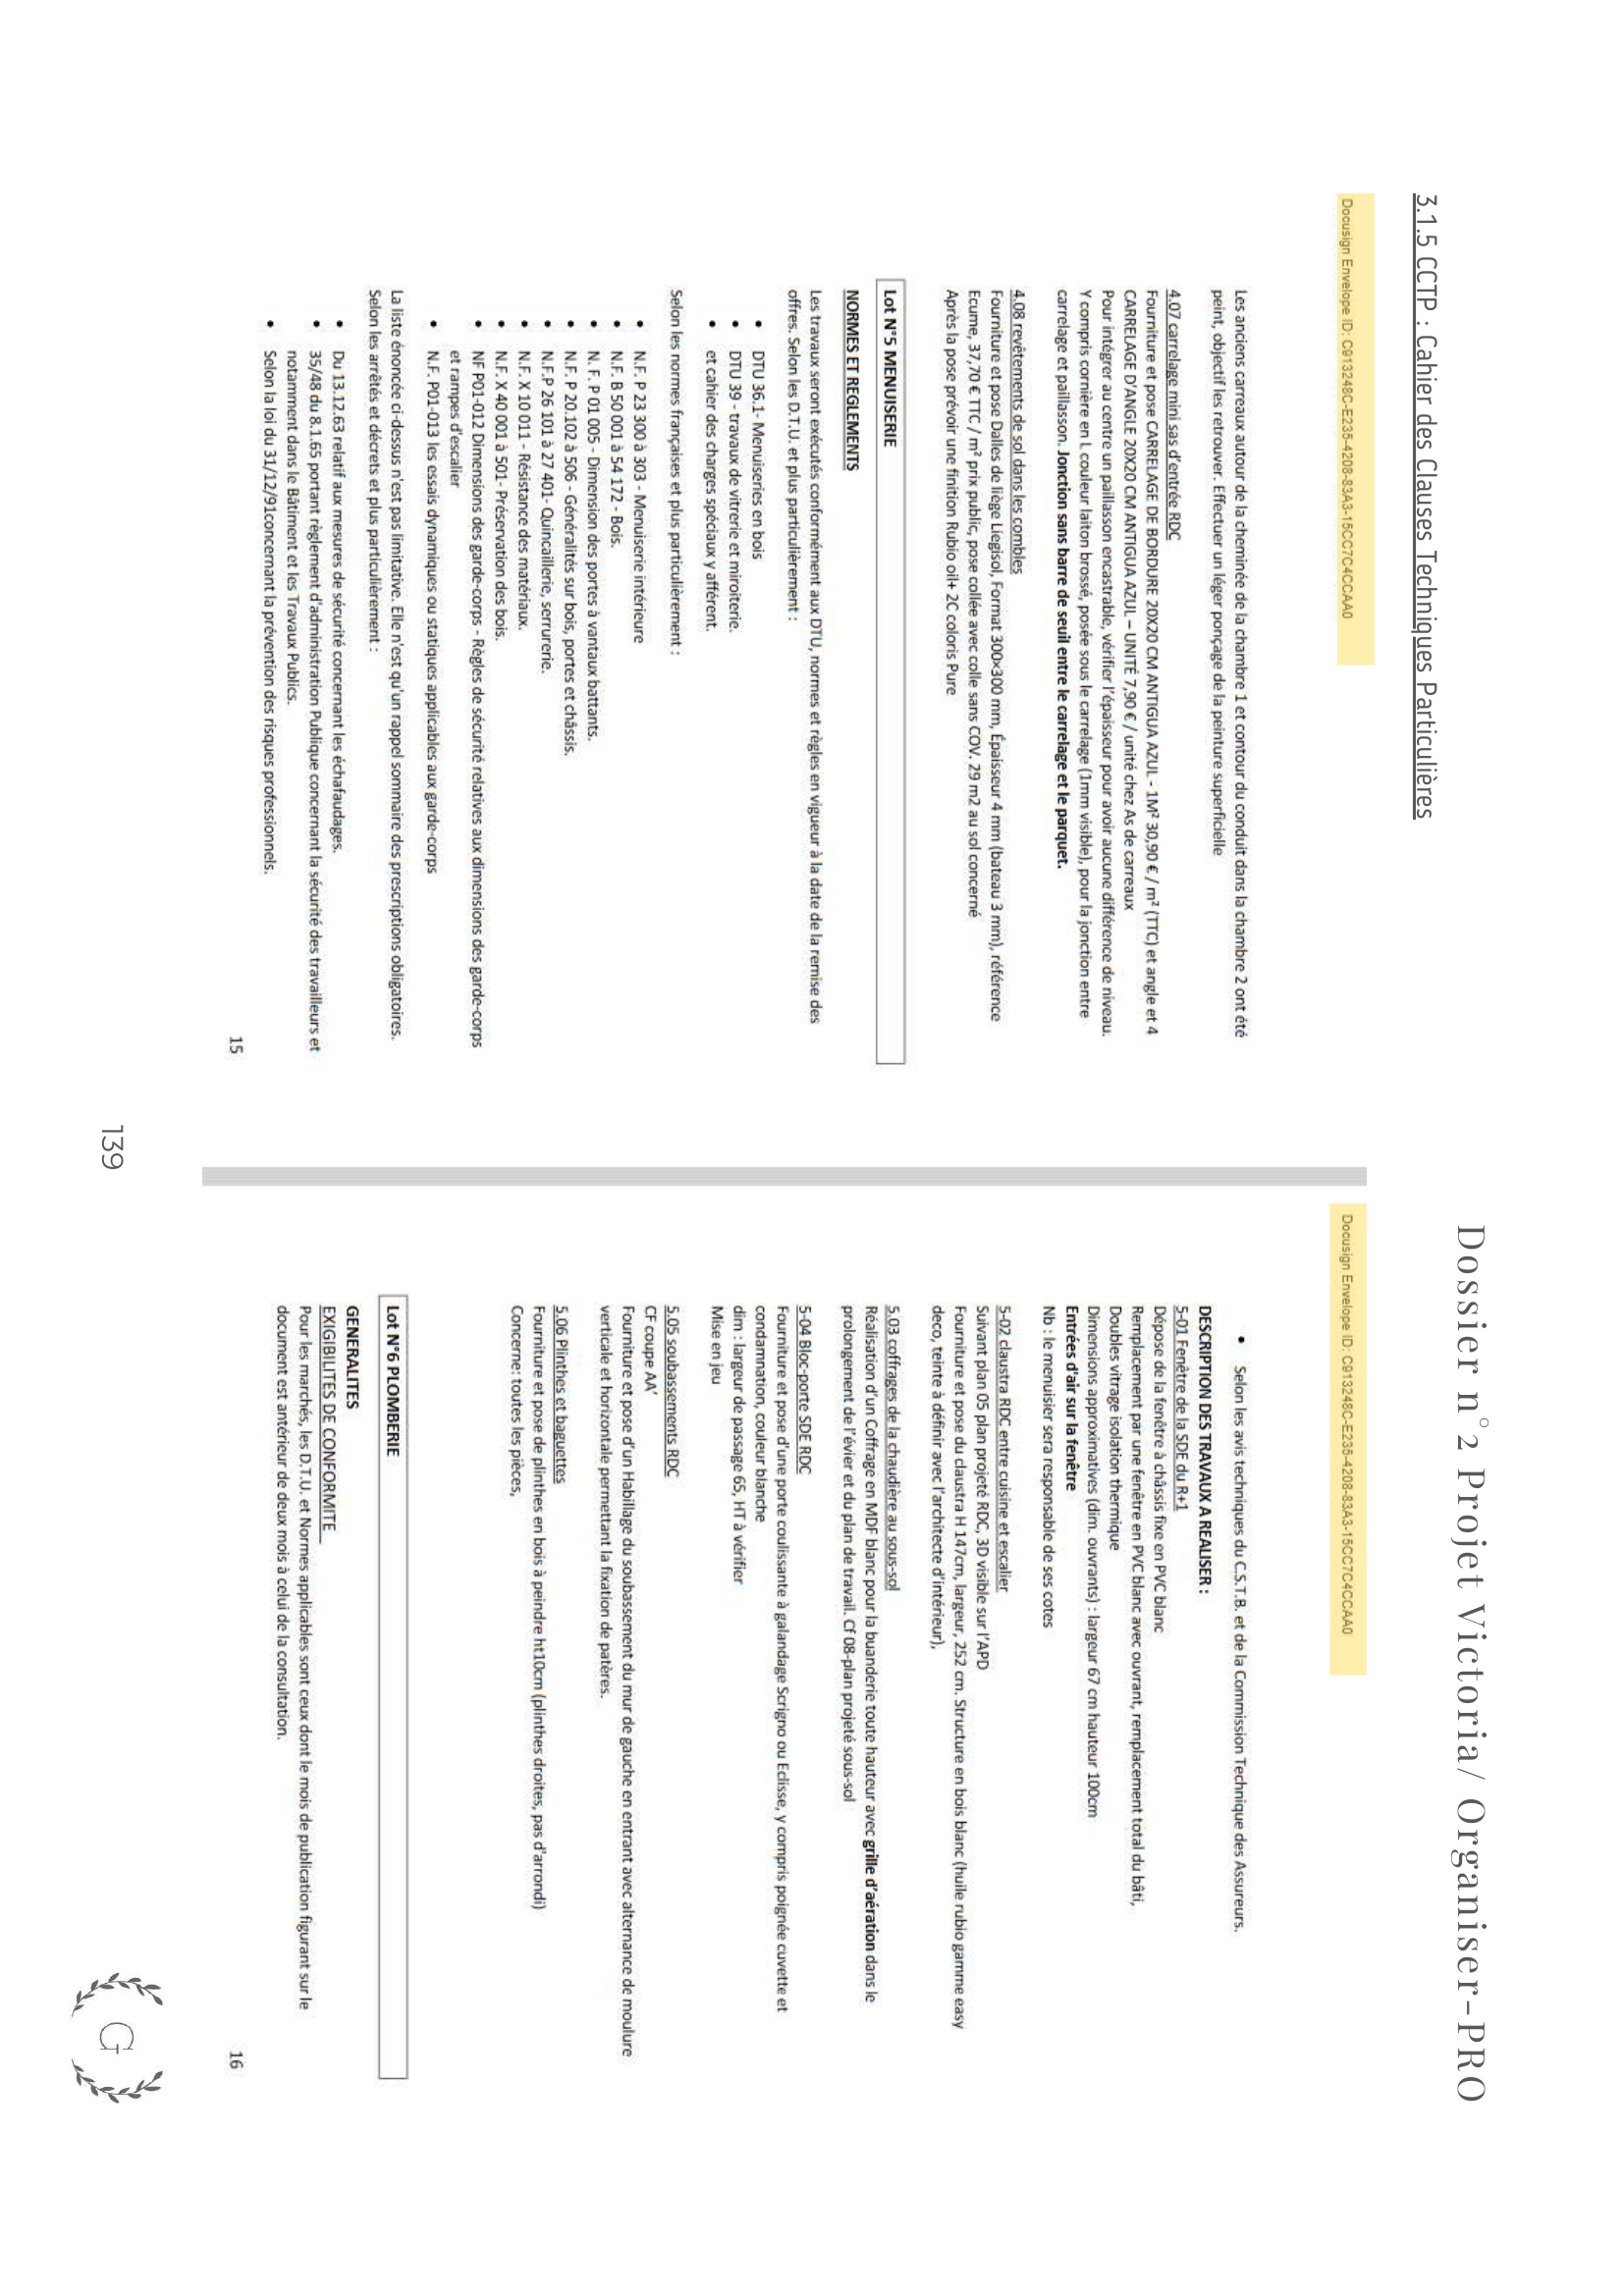 Dossier n°2 Projet Victoria/ Organiser-PRO
3.1.5 CCTP : Cahier des Clauses Techniques Particulières
Docusign Envelope ID: C913248C-E235-4208-83A3-15CC7C4CCAA0
Les anciens carreaux autour de la cheminée de la chambre 1 et contour du conduit dans la chambre 2 ont été
peint, objectif les retrouver. Effectuer un léger ponçage de la peinture superficielle
4.07 carrelage mini sas d'entrée RDC
Fourniture et pose CARRELAGE DE BORDURE 20X20 CM ANTIGUA AZUL - 1M² 30,90 € / m² (TTC) et angle et 4
CARRELAGE D'ANGLE 20X20 CM ANTIGUA AZUL – UNITÉ 7,90 € / unité chez As de carreaux
Pour intégrer au centre un paillasson encastrable, vérifier l'épaisseur pour avoir aucune différence de niveau.
Y compris cornière en L couleur laiton brossé, posée sous le carrelage (1mm visible), pour la jonction entre
carrelage et paillasson. Jonction sans barre de seuil entre le carrelage et le parquet.
4.08 revêtements de sol dans les combles
Fourniture et pose Dalles de liège Liegisol, Format 300×300 mm, Épaisseur 4 mm (bateau 3 mm), référence
Ecume, 37,70 € TTC / m² prix public, pose collée avec colle sans COV. 29 m2 au sol concerné
Après la pose prévoir une finition Rubio oil+ 2C coloris Pure
Lot N°5 MENUISERIE
NORMES ET REGLEMENTS
Les travaux seront exécutés conformément aux DTU, normes et règles en vigueur à la date de la remise des
offres. Selon les D.T.U. et plus particulièrement :
• DTU 36.1- Menuiseries en bois
• DTU 39 - travaux de vitrerie et miroiterie.
• et cahier des charges spéciaux y afférent.
Selon les normes françaises et plus particulièrement :
• N.F. P 23 300 à 303 - Menuiserie intérieure
• N.F. B 50 001 à 54 172 - Bois.
• N. F. P 01 005 - Dimension des portes à vantaux battants.
• N.F. P 20.102 à 506 - Généralités sur bois, portes et châssis.
• N.F.P 26 101 à 27 401- Quincaillerie, serrurerie.
• N.F. X 10 011 - Résistance des matériaux.
• N.F. X 40 001 à 501- Préservation des bois.
• NF P01-012 Dimensions des garde-corps - Règles de sécurité relatives aux dimensions des garde-corps
et rampes d'escalier
• N.F. P01-013 les essais dynamiques ou statiques applicables aux garde-corps
La liste énoncée ci-dessus n'est pas limitative. Elle n'est qu'un rappel sommaire des prescriptions obligatoires.
Selon les arrêtés et décrets et plus particulièrement :
• Du 13.12.63 relatif aux mesures de sécurité concernant les échafaudages.
• 35/48 du 8.1.65 portant règlement d'administration Publique concernant la sécurité des travailleurs et
notamment dans le Bâtiment et les Travaux Publics.
• Selon la loi du 31/12/91concernant la prévention des risques professionnels.
15
Docusign Envelope ID: C913248C-E235-4208-83A3-15CC7C4CCAA0
• Selon les avis techniques du C.S.T.B. et de la Commission Technique des Assureurs.
DESCRIPTION DES TRAVAUX A REALISER :
5-01 Fenêtre de la SDE du R+1
Dépose de la fenêtre à châssis fixe en PVC blanc
Remplacement par une fenêtre en PVC blanc avec ouvrant, remplacement total du bâti,
Doubles vitrage isolation thermique
Dimensions approximatives (dim. ouvrants) : largeur 67 cm hauteur 100cm
Entrées d'air sur la fenêtre
Nb : le menuisier sera responsable de ses cotes
5-02 claustra RDC entre cuisine et escalier
Suivant plan 05 plan projeté RDC, 3D visible sur l'APD
Fourniture et pose du claustra H 147cm, largeur, 252 cm. Structure en bois blanc (huile rubio gamme easy
deco, teinte à définir avec l'architecte d'intérieur),
5.03 coffrages de la chaudière au sous-sol
Réalisation d'un Coffrage en MDF blanc pour la buanderie toute hauteur avec grille d'aération dans le
prolongement de l'évier et du plan de travail. Cf 08-plan projeté sous-sol
5-04 Bloc-porte SDE RDC
Fourniture et pose d'une porte coulissante à galandage Scrigno ou Eclisse, y compris poignée cuvette et
condamnation, couleur blanche
dim : largeur de passage 65, HT à vérifier
Mise en jeu
5.05 soubassements RDC
CF coupe AA'
Fourniture et pose d'un Habillage du soubassement du mur de gauche en entrant avec alternance de moulure
verticale et horizontale permettant la fixation de patères.
5.06 Plinthes et baguettes
Fourniture et pose de plinthes en bois à peindre ht10cm (plinthes droites, pas d'arrondi)
Concerne: toutes les pièces,
Lot N°6 PLOMBERIE
GENERALITES
EXIGIBILITES DE CONFORMITE
Pour les marchés, les D.T.U. et Normes applicables sont ceux dont le mois de publication figurant sur le
document est antérieur de deux mois à celui de la consultation.
16
139
G